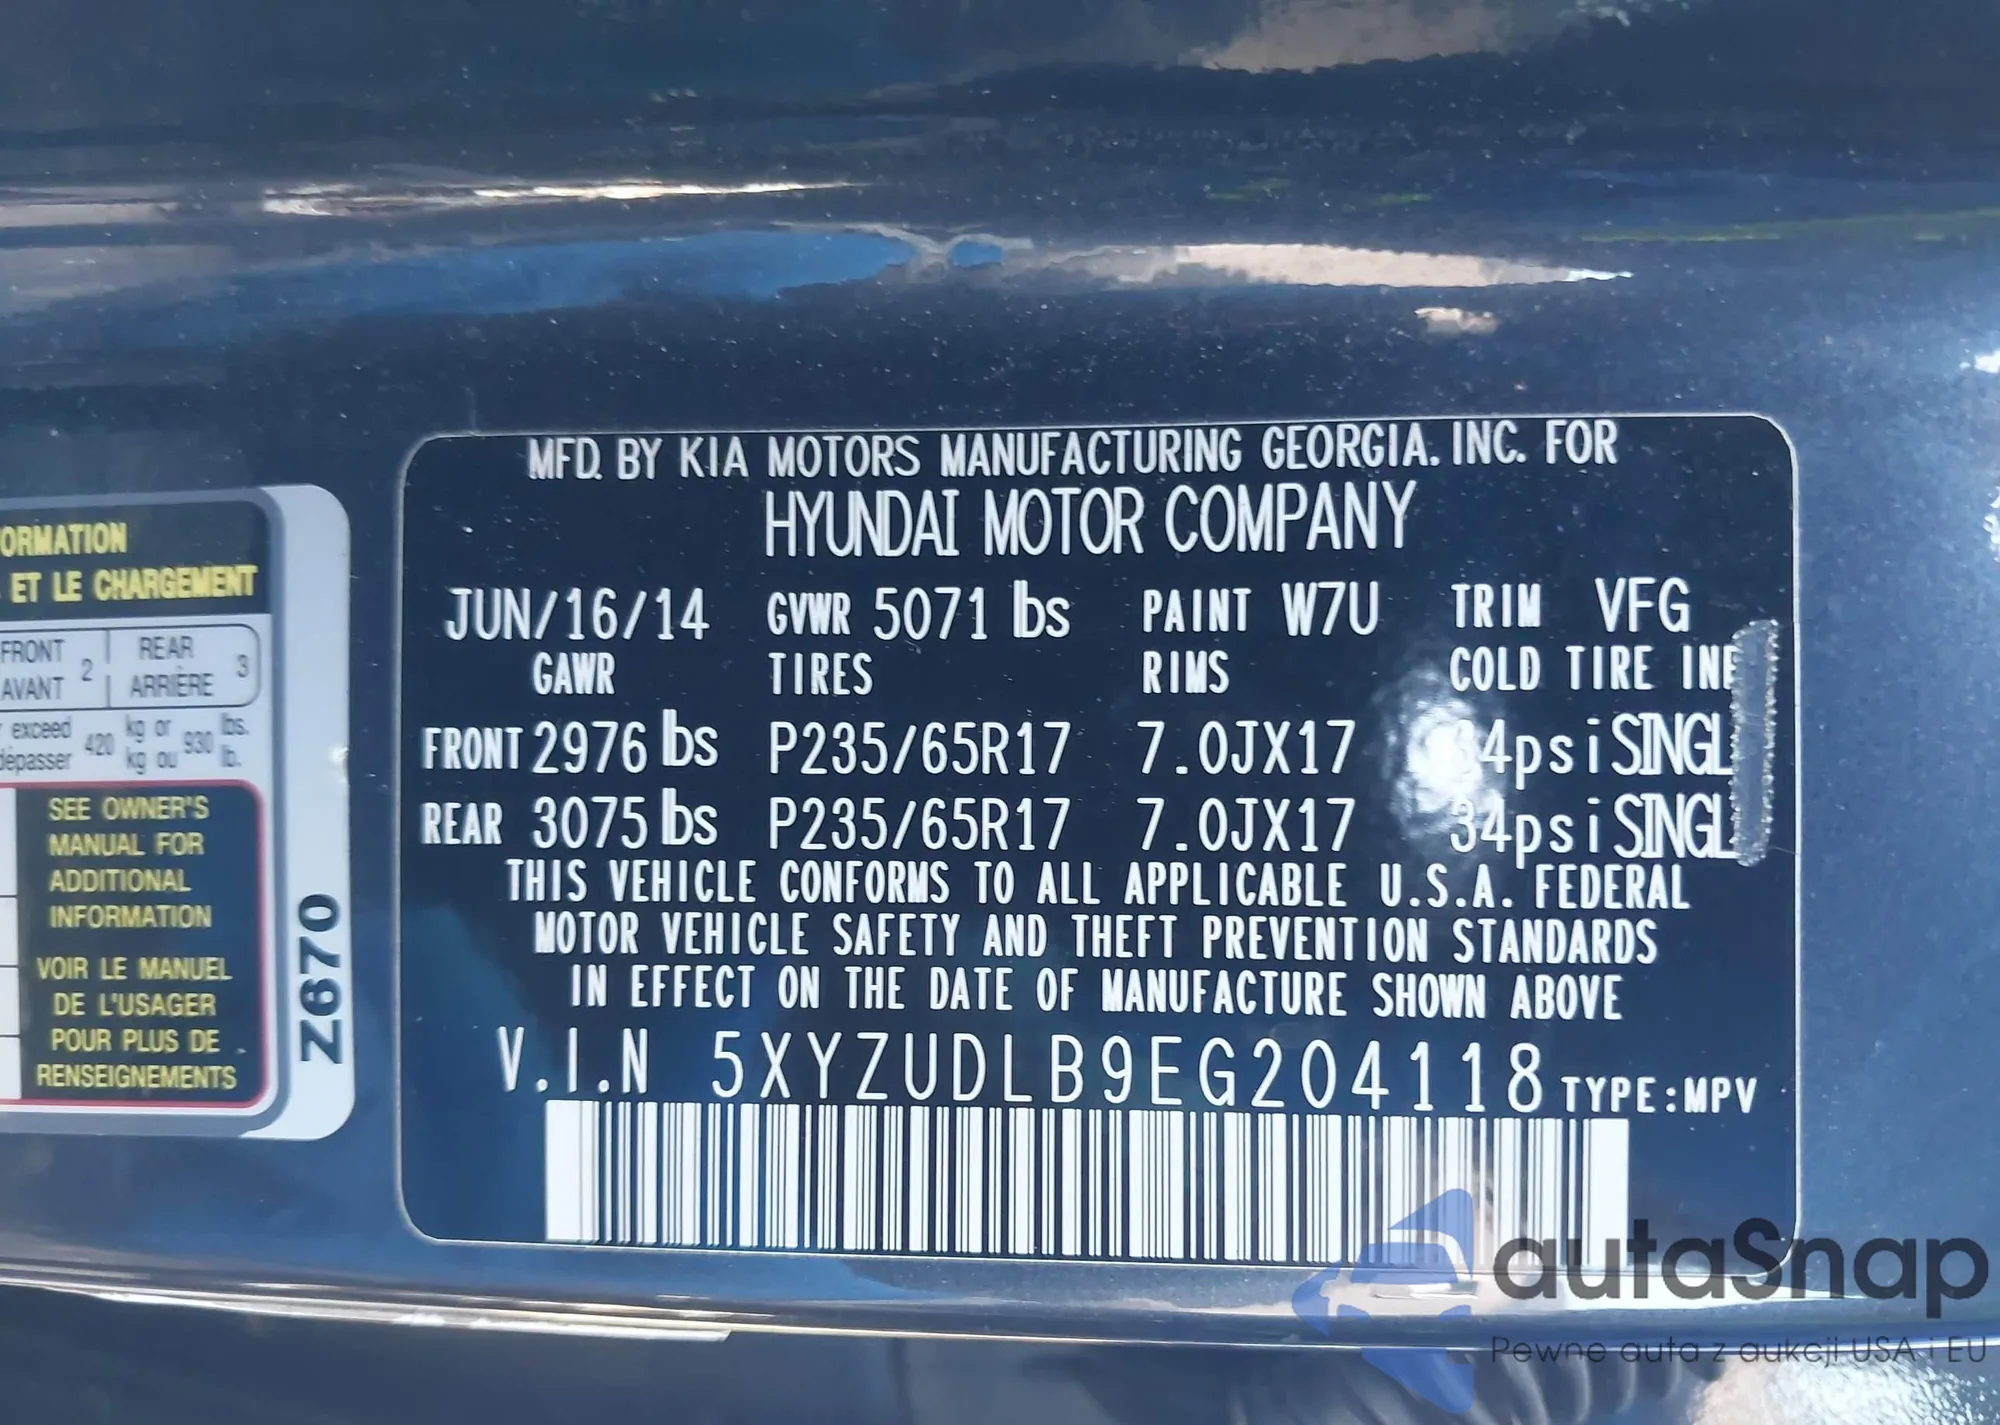 ORMATION
ET LE CHARGEMENT
FRONT
AVANT 2
REAR
ARRIÈRE 3
exceed
dépasser 420 kg or
kg ou 930 lbs.
lb.
SEE OWNER'S
MANUAL FOR
ADDITIONAL
INFORMATION
VOIR LE MANUEL
DE L'USAGER
POUR PLUS DE
RENSEIGNEMENTS
Z670
MFD. BY KIA MOTORS MANUFACTURING GEORGIA. INC. FOR
HYUNDAI MOTOR COMPANY
JUN/16/14 GVWR 5071 lbs PAINT W7U TRIM VFG
GAWR TIRES RIMS COLD TIRE INF
FRONT 2976 lbs P235/65R17 7.0JX17 34psi SINGL
REAR 3075 lbs P235/65R17 7.0JX17 34psi SINGL
THIS VEHICLE CONFORMS TO ALL APPLICABLE U.S.A. FEDERAL
MOTOR VEHICLE SAFETY AND THEFT PREVENTION STANDARDS
IN EFFECT ON THE DATE OF MANUFACTURE SHOWN ABOVE
V.I.N 5XYZUDLB9EG204118 TYPE:MPV
autaSnap
Pewne auta z aukcji USA i EU